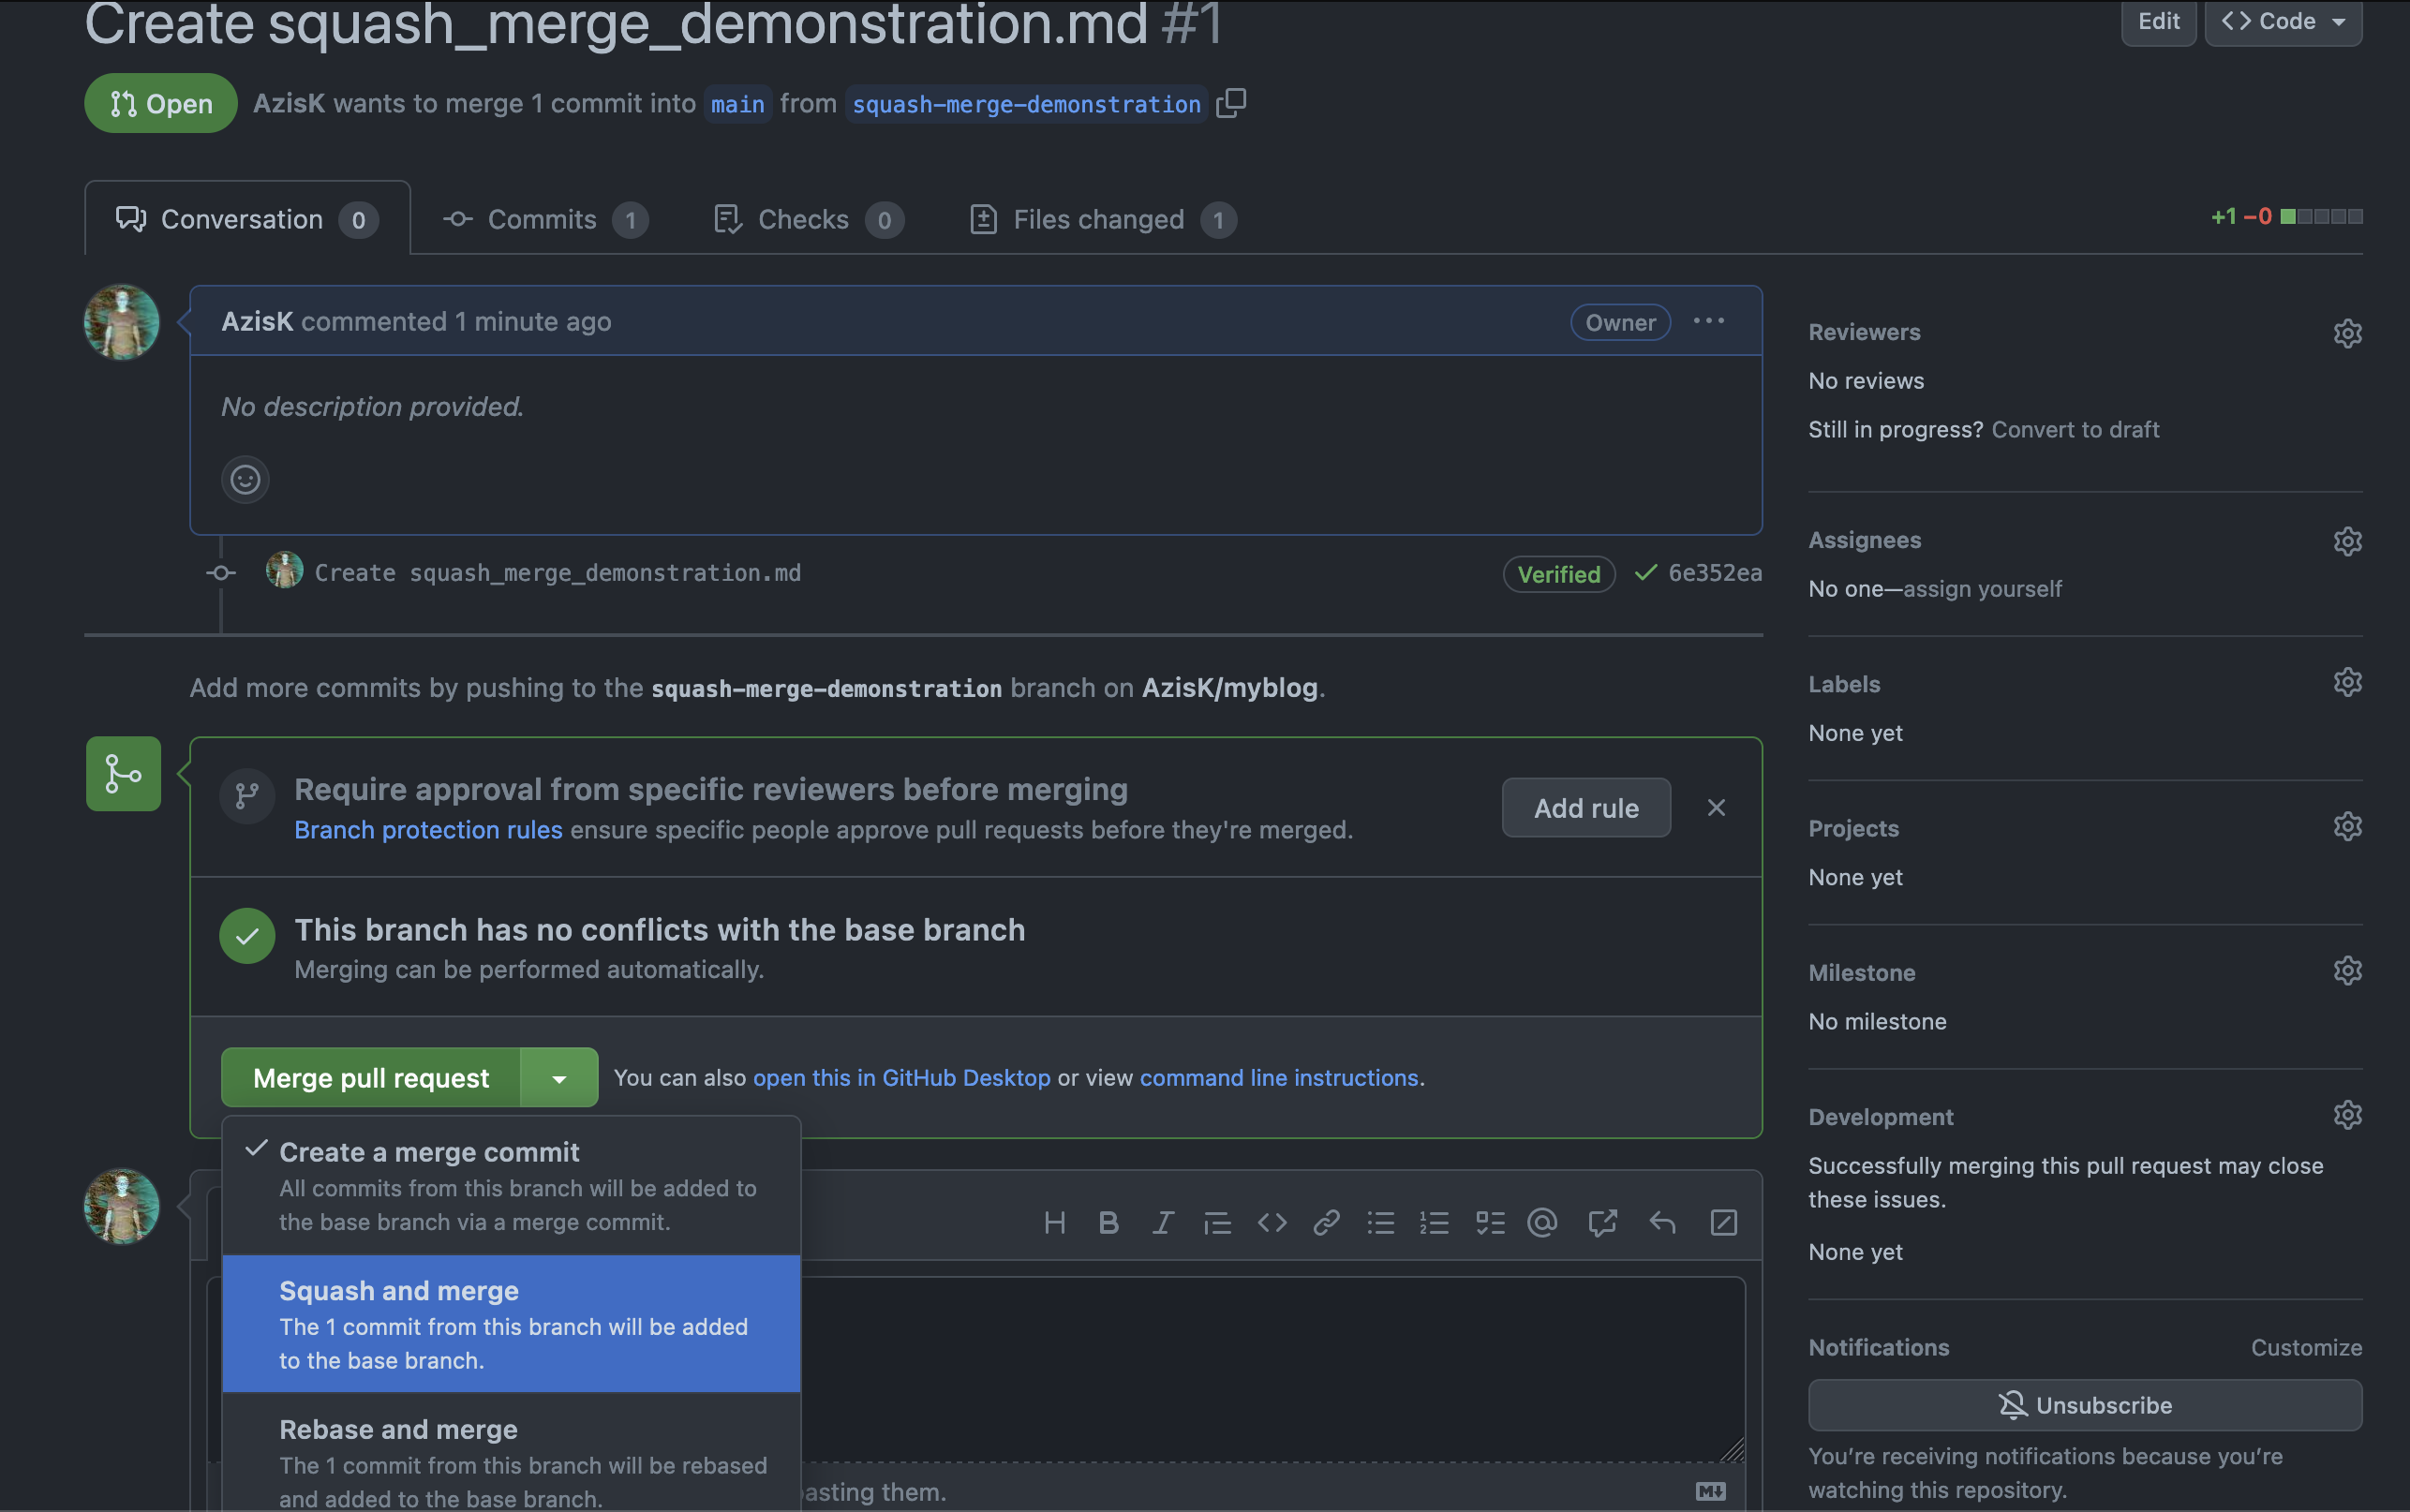 Create squash_merge_demonstration.md #1
Edit
<> Code
Open
AzisK wants to merge 1 commit into main from squash-merge-demonstration
Conversation 0
Commits 1
Checks 0
Files changed 1
+1 −0
AzisK commented 1 minute ago
Owner
No description provided.
Create squash_merge_demonstration.md
Verified
6e352ea
Add more commits by pushing to the squash-merge-demonstration branch on AzisK/myblog.
Require approval from specific reviewers before merging
Branch protection rules ensure specific people approve pull requests before they're merged.
Add rule
This branch has no conflicts with the base branch
Merging can be performed automatically.
Merge pull request
You can also open this in GitHub Desktop or view command line instructions.
Create a merge commit
All commits from this branch will be added to
the base branch via a merge commit.
Squash and merge
The 1 commit from this branch will be added
to the base branch.
Rebase and merge
The 1 commit from this branch will be rebased
and added to the base branch.
them.
Reviewers
No reviews
Still in progress? Convert to draft
Assignees
No one—assign yourself
Labels
None yet
Projects
None yet
Milestone
No milestone
Development
Successfully merging this pull request may close
these issues.
None yet
Notifications
Customize
Unsubscribe
You're receiving notifications because you're
watching this repository.